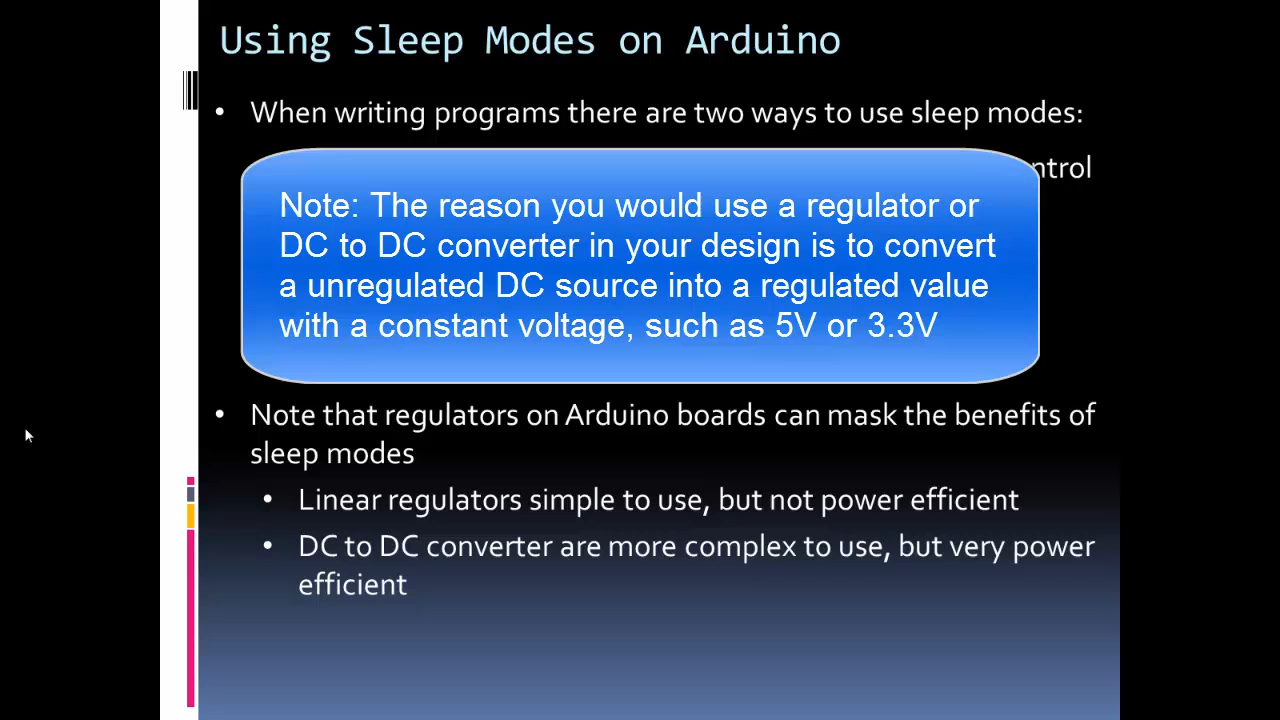 Using Sleep Modes on Arduino
• When writing programs there are two ways to use sleep modes:
Note: The reason you would use a regulator or
DC to DC converter in your design is to convert
a unregulated DC source into a regulated value
with a constant voltage, such as 5V or 3.3V
• Note that regulators on Arduino boards can mask the benefits of
sleep modes
• Linear regulators simple to use, but not power efficient
• DC to DC converter are more complex to use, but very power
efficient